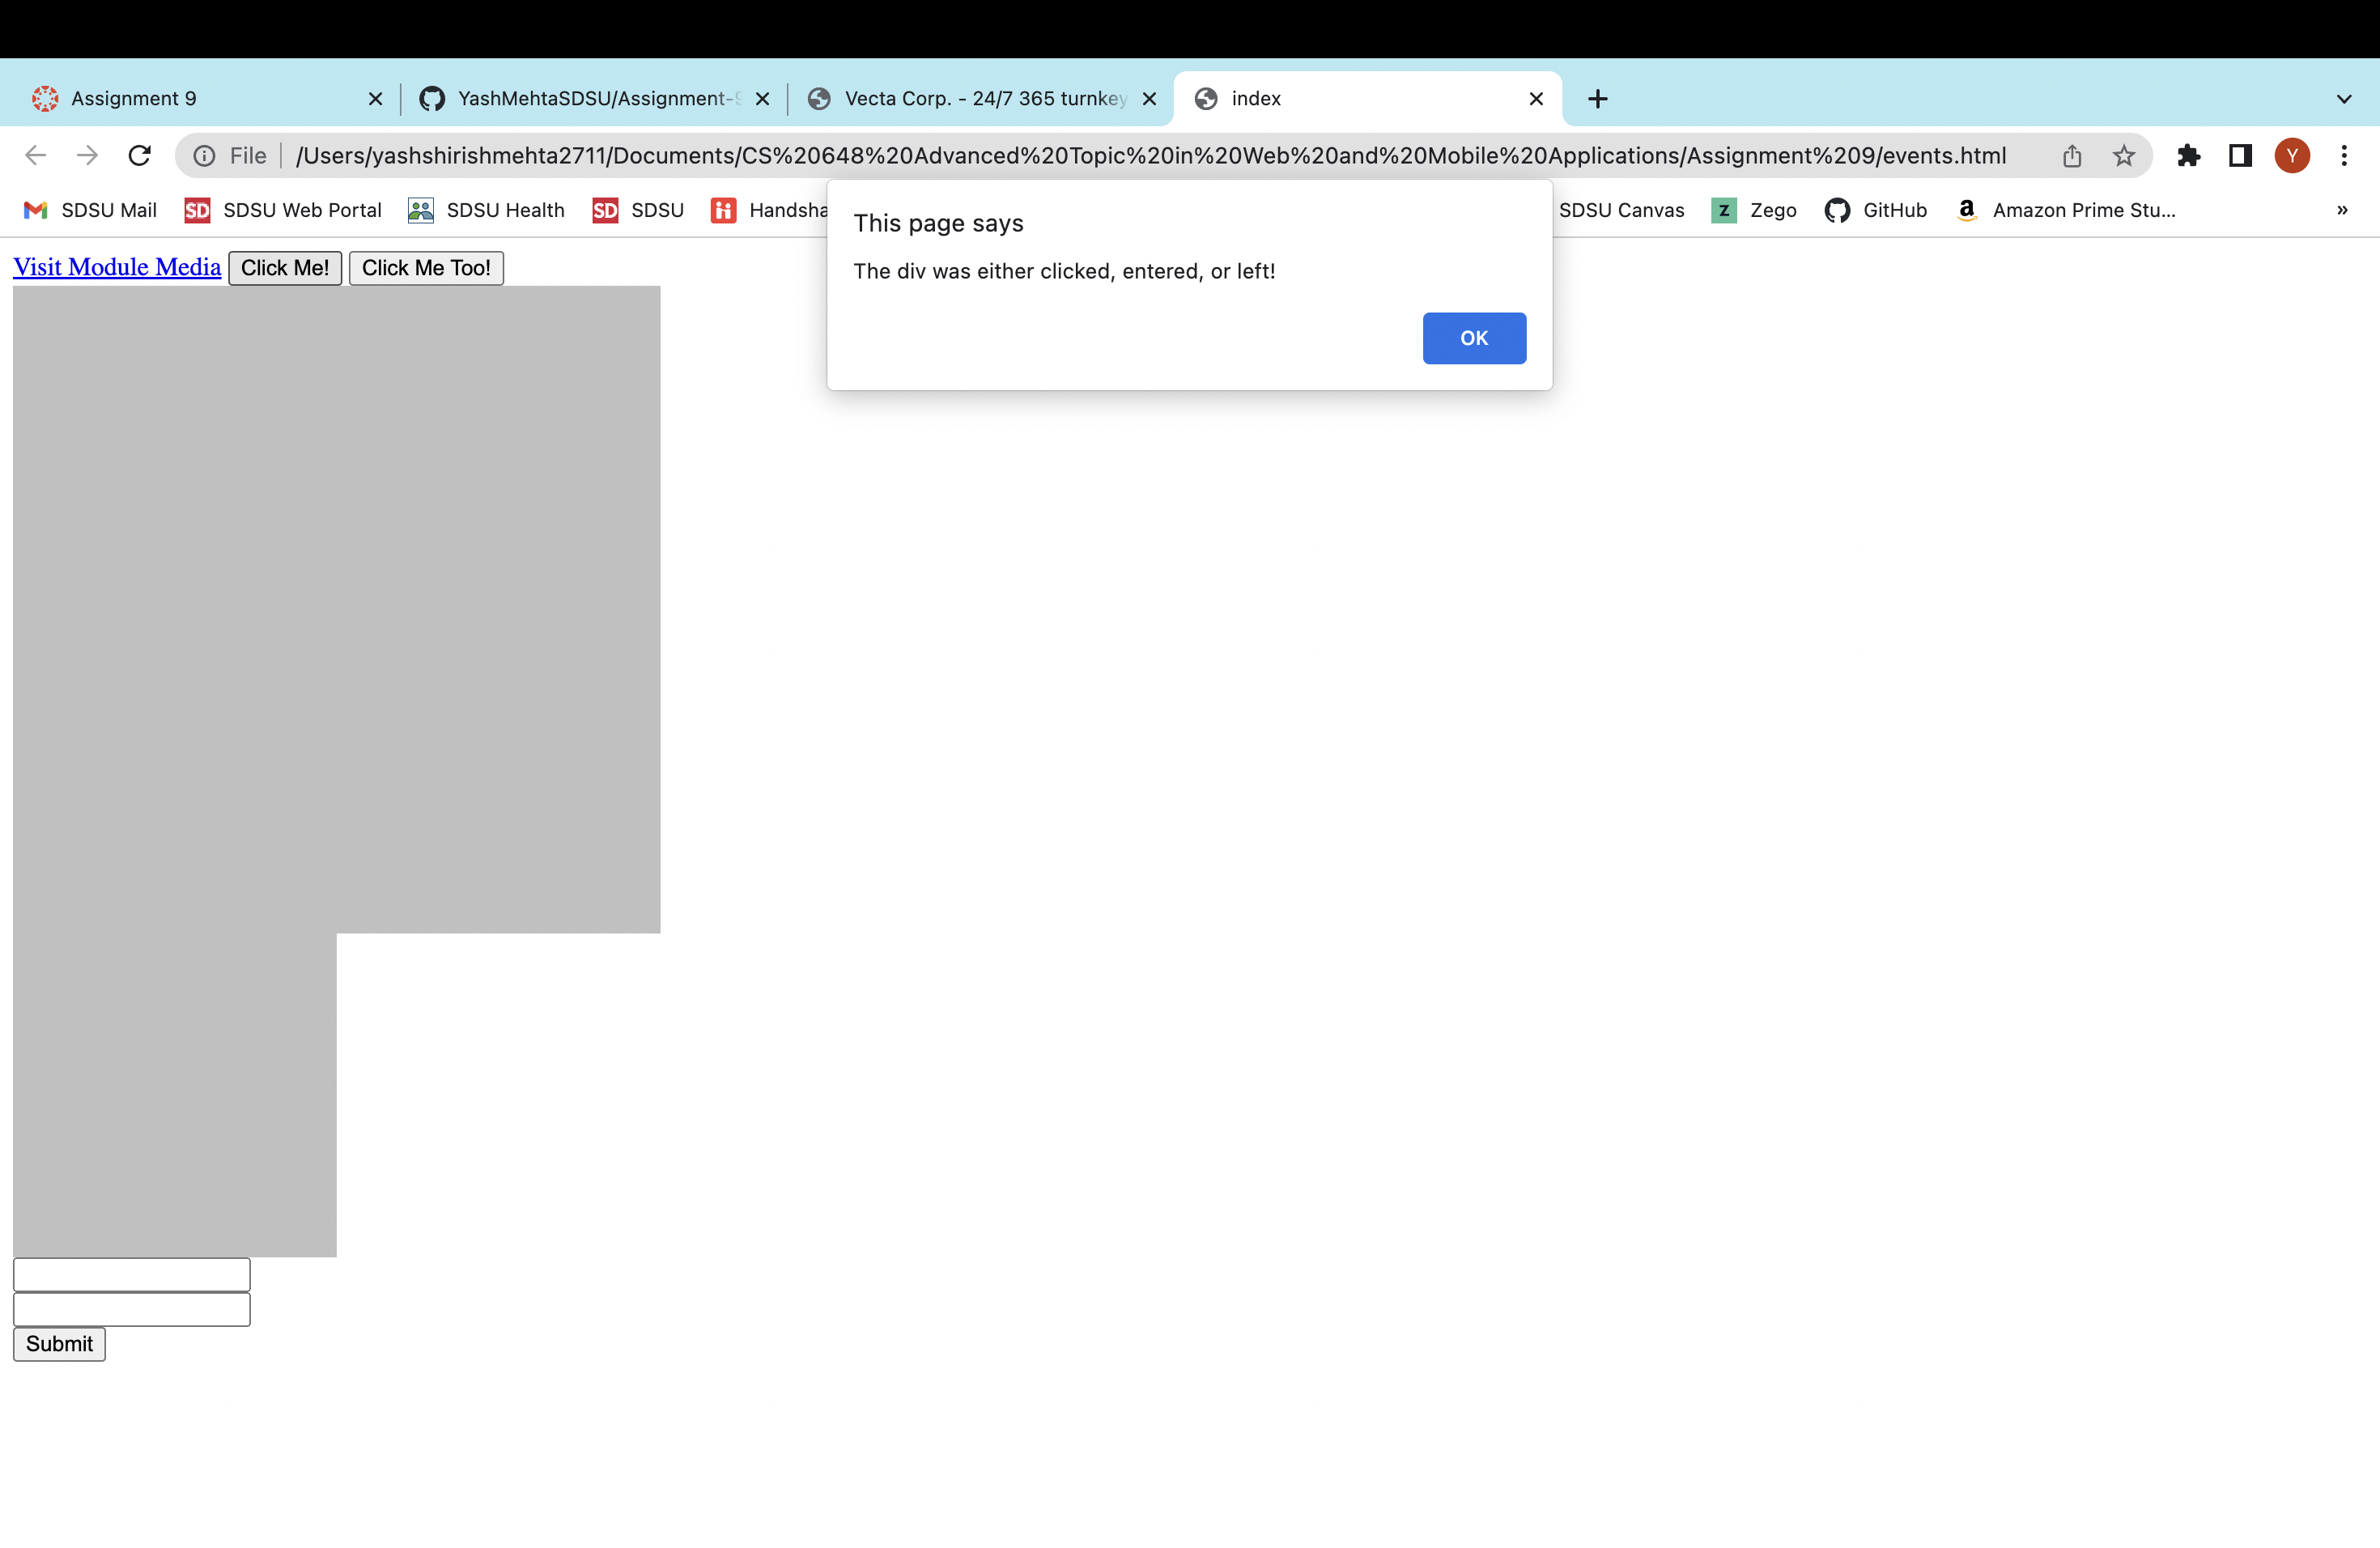 Assignment 9
YashMehtaSDSU/Assignment-9
Vecta Corp. - 24/7 365 turnkey
index
File
/Users/yashshirishmehta2711/Documents/CS%20648%20Advanced%20Topic%20in%20Web%20and%20Mobile%20Applications/Assignment%209/events.html
Y
SDSU Mail
SD SDSU Web Portal
SDSU Health
SD SDSU
Handsha
SDSU Canvas
Z Zego
GitHub
a Amazon Prime Stu...
»
This page says
The div was either clicked, entered, or left!
OK
Visit Module Media Click Me! Click Me Too!
Submit